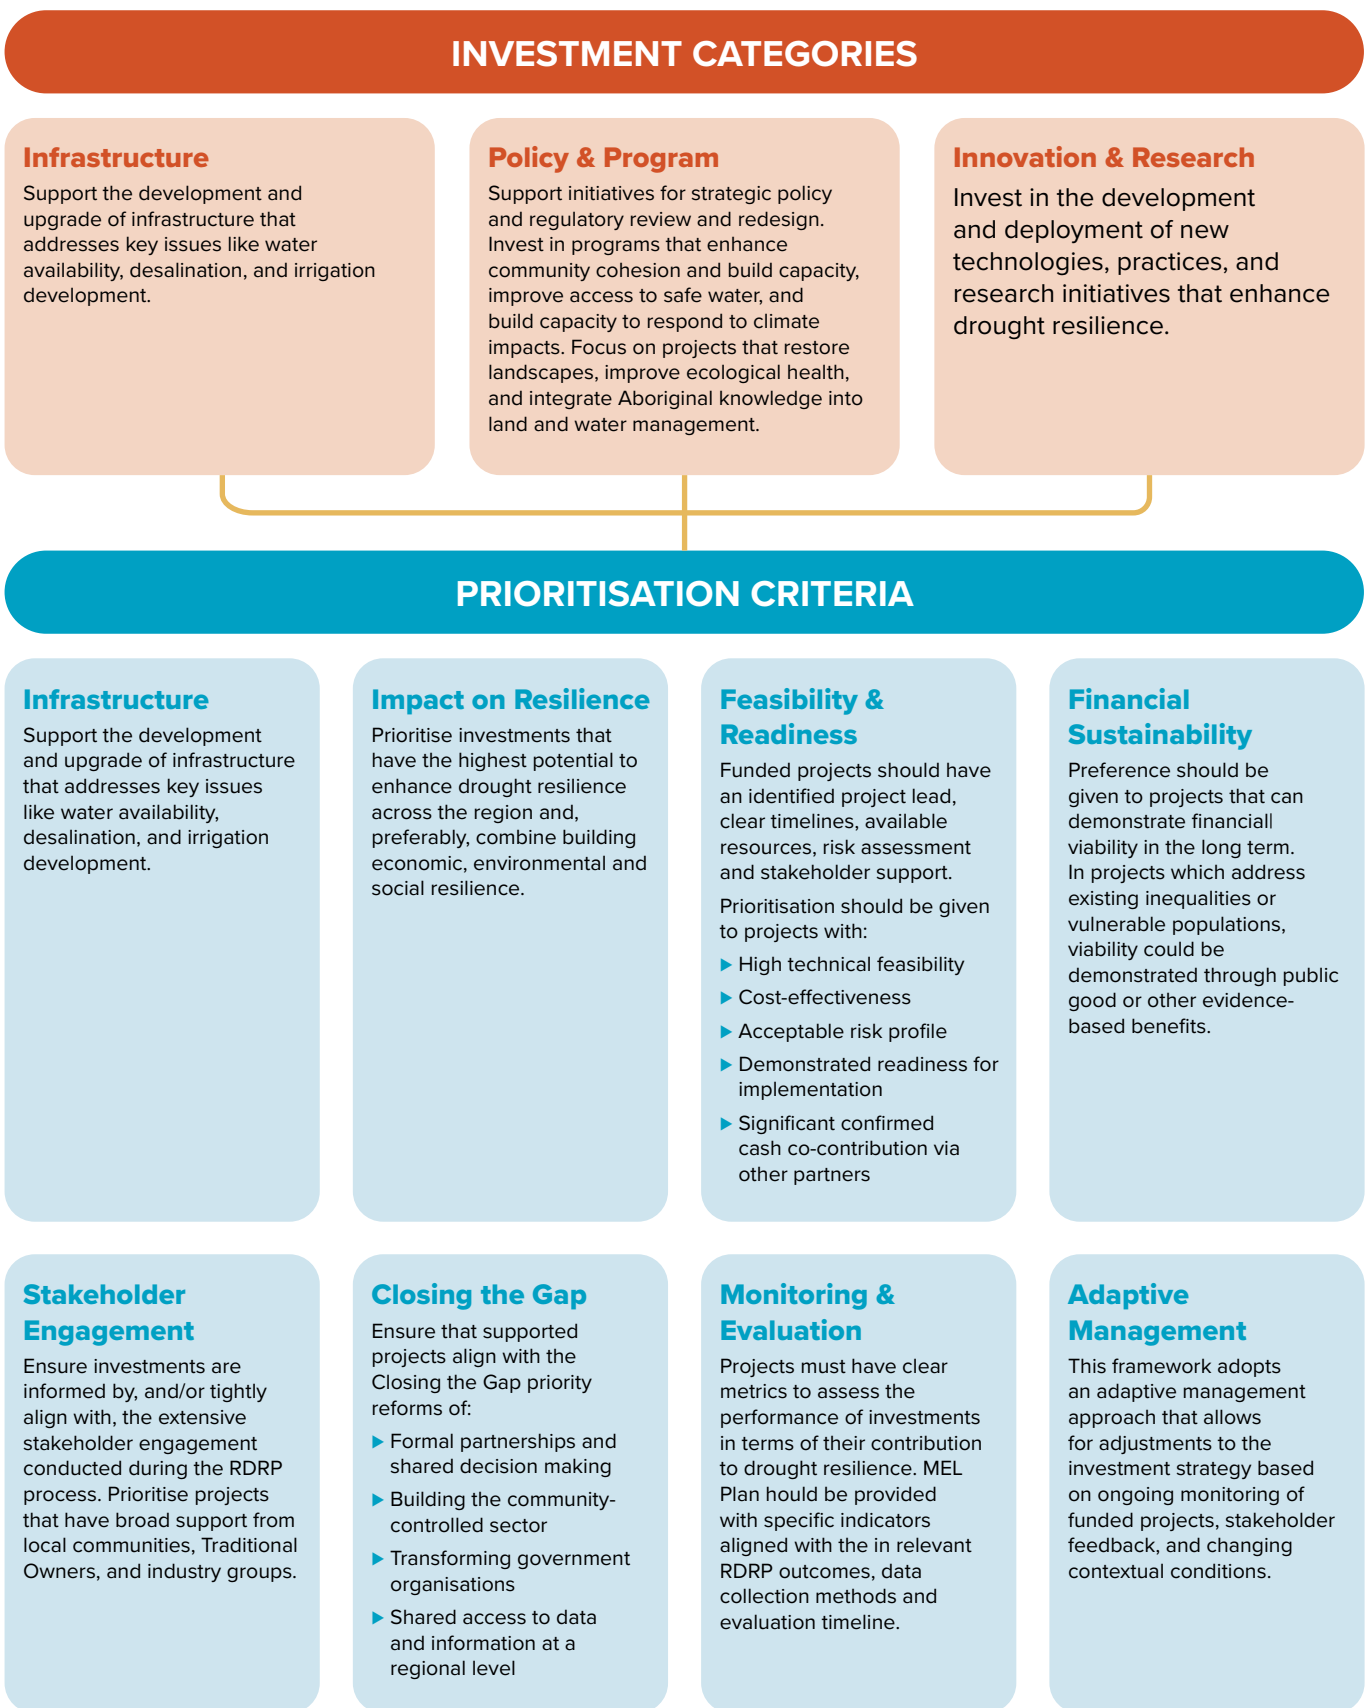 INVESTMENT CATEGORIES
Infrastructure
Support the development and
upgrade of infrastructure that
addresses key issues like water
availability, desalination, and irrigation
development.
Policy & Program
Support initiatives for strategic policy
and regulatory review and redesign.
Invest in programs that enhance
community cohesion and build capacity,
improve access to safe water, and
build capacity to respond to climate
impacts. Focus on projects that restore
landscapes, improve ecological health,
and integrate Aboriginal knowledge into
land and water management.
Innovation & Research
Invest in the development
and deployment of new
technologies, practices, and
research initiatives that enhance
drought resilience.
PRIORITISATION CRITERIA
Infrastructure
Support the development
and upgrade of infrastructure
that addresses key issues
like water availability,
desalination, and irrigation
development.
Impact on Resilience
Prioritise investments that
have the highest potential to
enhance drought resilience
across the region and,
preferably, combine building
economic, environmental and
social resilience.
Feasibility &
Readiness
Funded projects should have
an identified project lead,
clear timelines, available
resources, risk assessment
and stakeholder support.
Prioritisation should be given
to projects with:
▶ High technical feasibility
▶ Cost-effectiveness
▶ Acceptable risk profile
▶ Demonstrated readiness for
implementation
▶ Significant confirmed
cash co-contribution via
other partners
Financial
Sustainability
Preference should be
given to projects that can
demonstrate financiall
viability in the long term.
In projects which address
existing inequalities or
vulnerable populations,
viability could be
demonstrated through public
good or other evidence-
based benefits.
Stakeholder
Engagement
Ensure investments are
informed by, and/or tightly
align with, the extensive
stakeholder engagement
conducted during the RDRP
process. Prioritise projects
that have broad support from
local communities, Traditional
Owners, and industry groups.
Closing the Gap
Ensure that supported
projects align with the
Closing the Gap priority
reforms of:
▶ Formal partnerships and
shared decision making
▶ Building the community-
controlled sector
▶ Transforming government
organisations
▶ Shared access to data
and information at a
regional level
Monitoring &
Evaluation
Projects must have clear
metrics to assess the
performance of investments
in terms of their contribution
to drought resilience. MEL
Plan hould be provided
with specific indicators
aligned with the in relevant
RDRP outcomes, data
collection methods and
evaluation timeline.
Adaptive
Management
This framework adopts
an adaptive management
approach that allows
for adjustments to the
investment strategy based
on ongoing monitoring of
funded projects, stakeholder
feedback, and changing
contextual conditions.